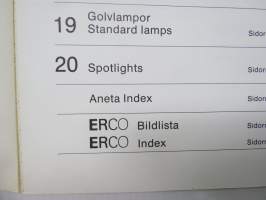 19 Golvlampor
Standard lamps Sidor
20 Spotlights Sidor
Aneta Index Sidor
ERCO Bildlista Sidor
ERCO Index Sidor